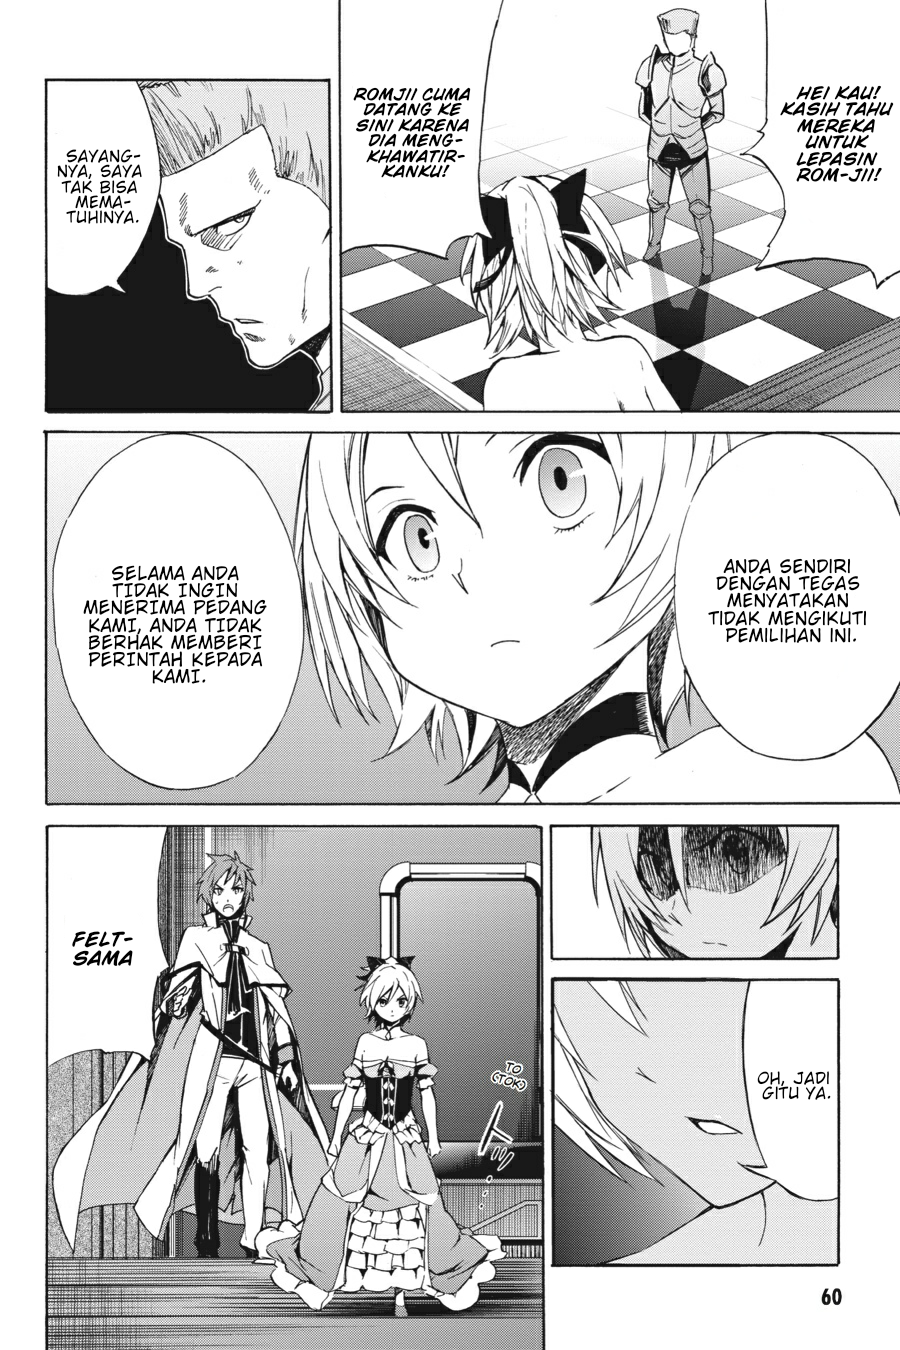 HEI KAU!
KASIH TAHU
MEREKA
UNTUK
LEPASIN
ROM-JII!
ROMJII CUMA
DATANG KE
SINI KARENA
DIA MENG-
KHAWATIR-
KANKU!
SAYANG-
NYA, SAYA
TAK BISA
MEMA-
TUHINYA.
ANDA SENDIRI
DENGAN TEGAS
MENYATAKAN
TIDAK MENGIKUTI
PEMILIHAN INI.
SELAMA ANDA
TIDAK INGIN
MENERIMA PEDANG
KAMI, ANDA TIDAK
BERHAK MEMBERI
PERINTAH KEPADA
KAMI.
OH, JADI
GITU YA.
FELT-
SAMA
TO
(TOK)
トッ
60